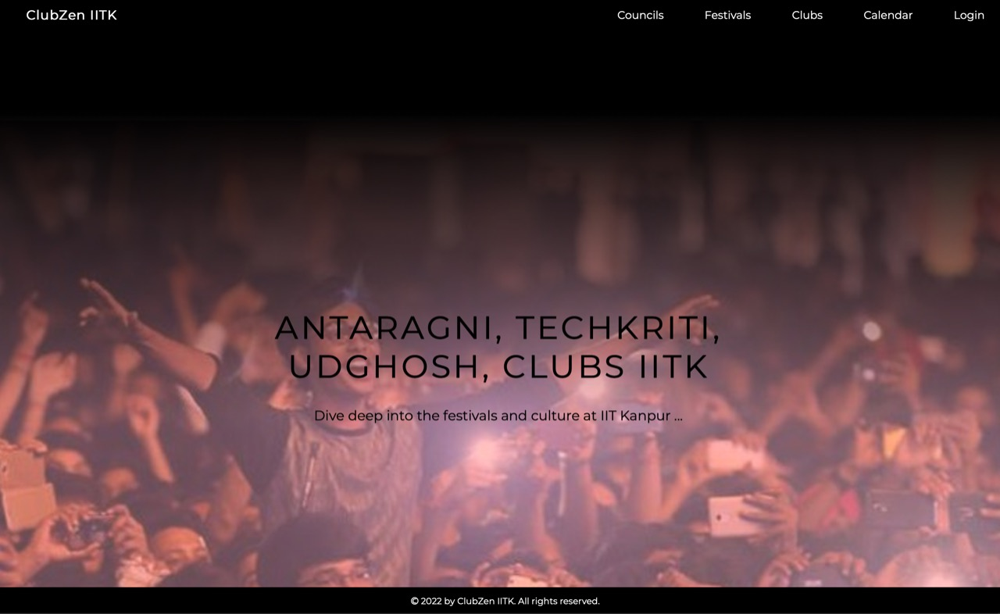 ClubZen IITK
Councils Festivals Clubs Calendar Login
ANTARAGNI, TECHKRITI,
UDGHOSH, CLUBS IITK
Dive deep into the festivals and culture at IIT Kanpur ...
© 2022 by ClubZen IITK. All rights reserved.